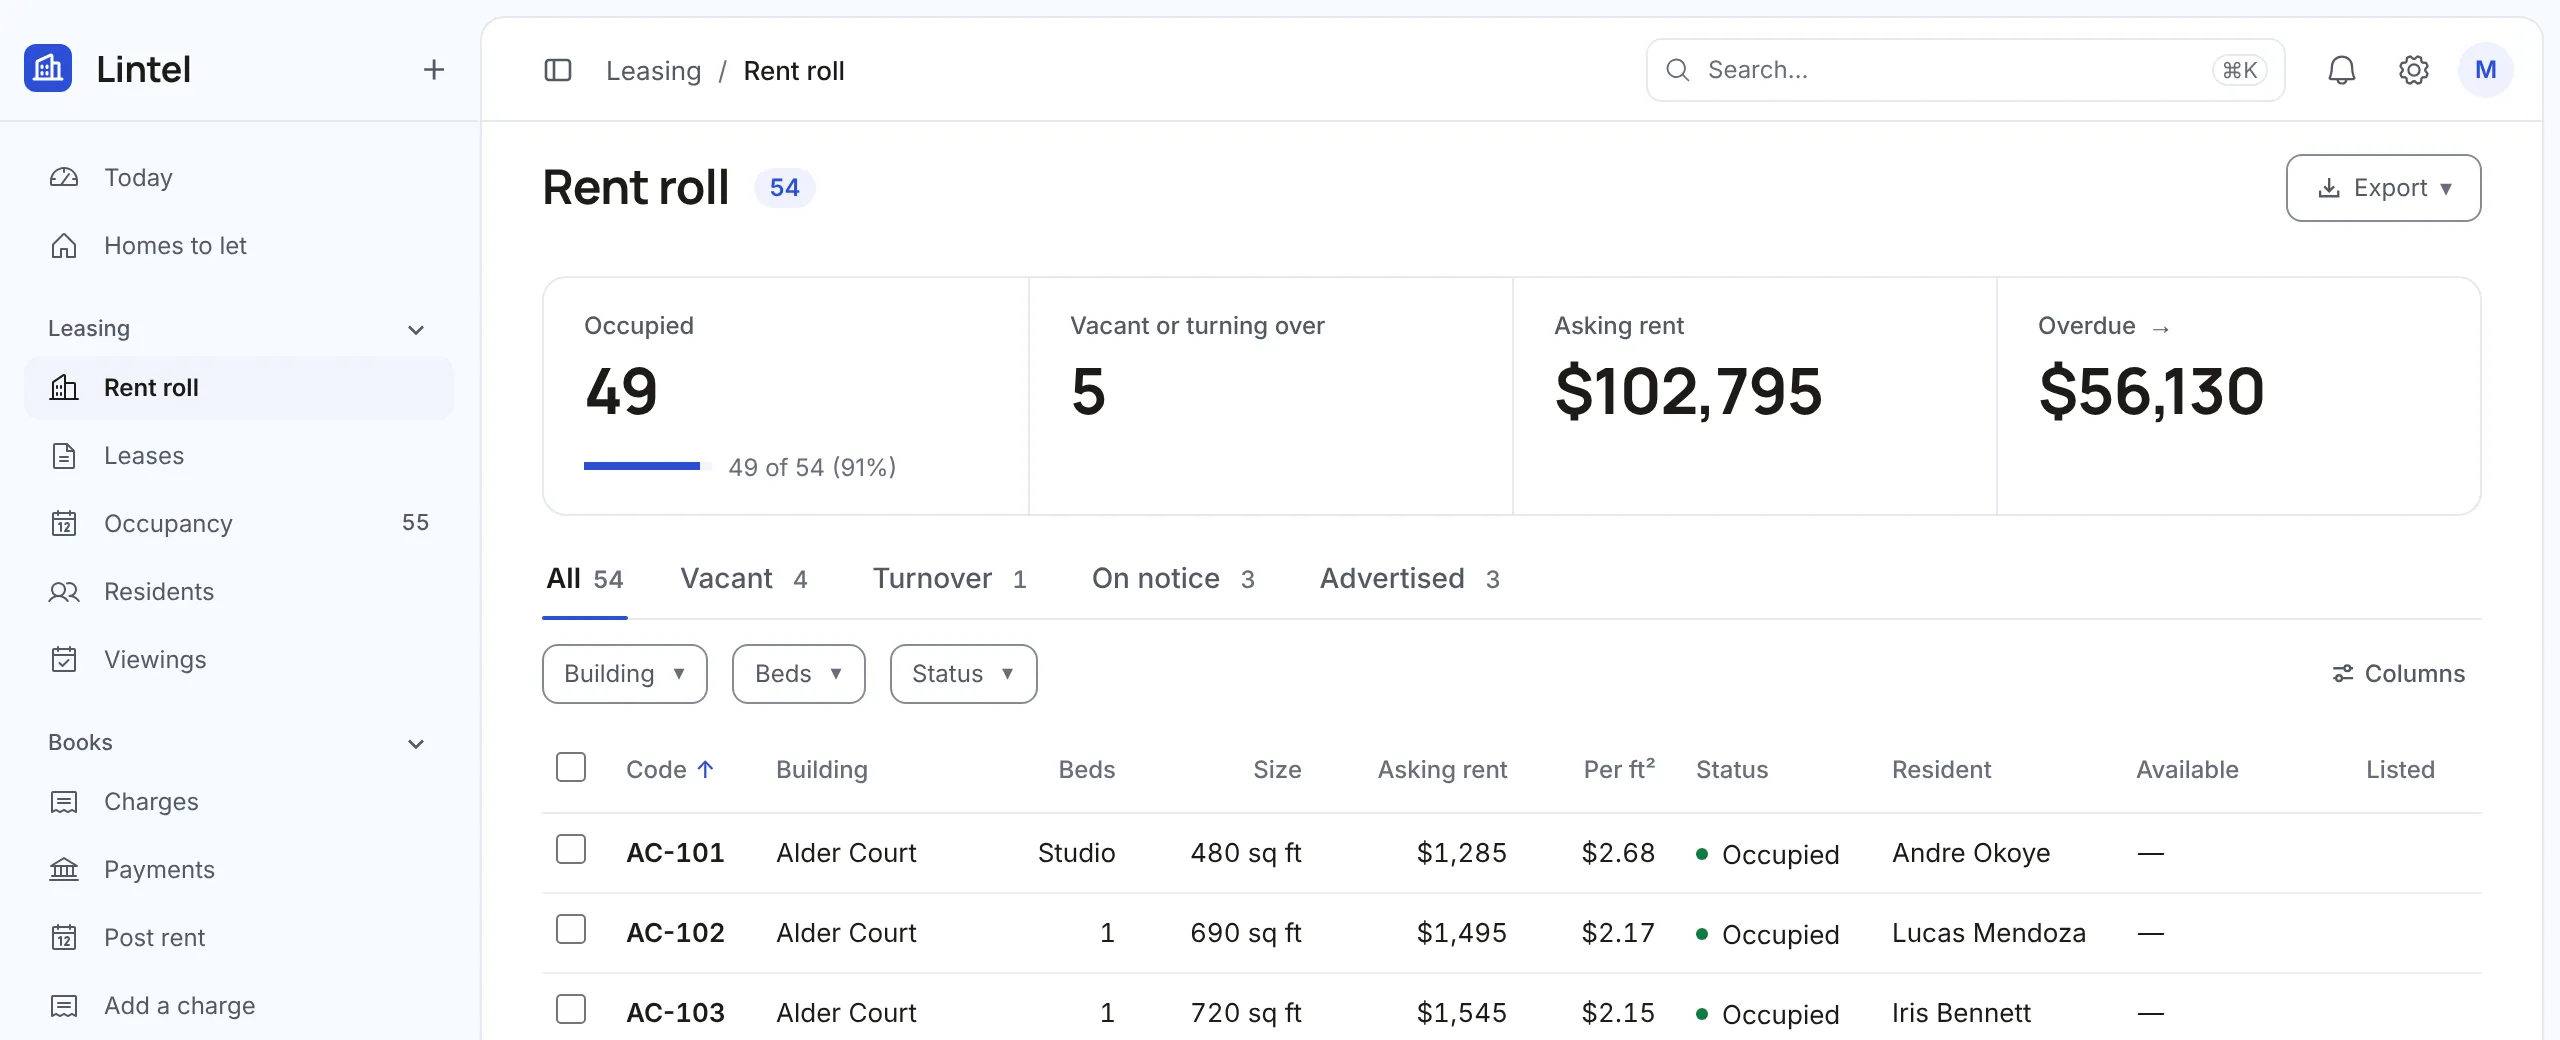 Lintel
Today
Homes to let
Leasing
Rent roll
Leases
Occupancy 55
Residents
Viewings
Books
Charges
Payments
Post rent
Add a charge
Leasing / Rent roll
Search... ⌘K
M
Rent roll 54
Export ▾
Occupied
49
49 of 54 (91%)
Vacant or turning over
5
Asking rent
$102,795
Overdue →
$56,130
All 54 Vacant 4 Turnover 1 On notice 3 Advertised 3
Building ▾ Beds ▾ Status ▾ Columns
Code ↑ Building Beds Size Asking rent Per ft² Status Resident Available Listed
AC-101 Alder Court Studio 480 sq ft $1,285 $2.68 Occupied Andre Okoye —
AC-102 Alder Court 1 690 sq ft $1,495 $2.17 Occupied Lucas Mendoza —
AC-103 Alder Court 1 720 sq ft $1,545 $2.15 Occupied Iris Bennett —